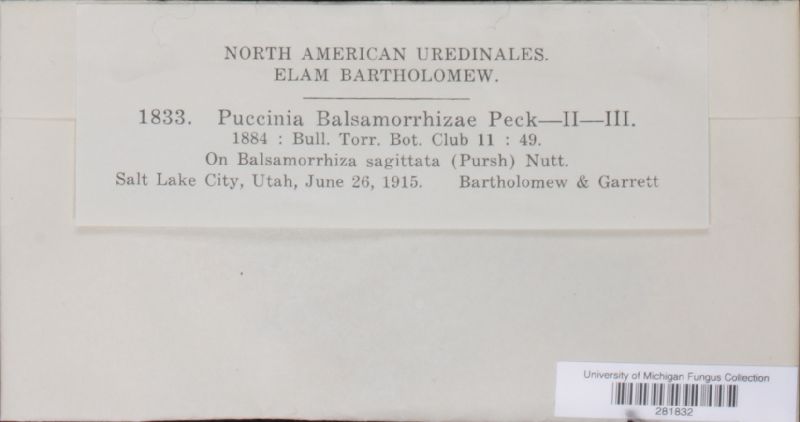 NORTH AMERICAN UREDINALES.
ELAM BARTHOLOMEW.
1833. Puccinia Balsamorrhizae Peck—II—III.
1884 : Bull. Torr. Bot. Club 11 : 49.
On Balsamorrhiza sagittata (Pursh) Nutt.
Salt Lake City, Utah, June 26, 1915. Bartholomew & Garrett
University of Michigan Fungus Collection
281832